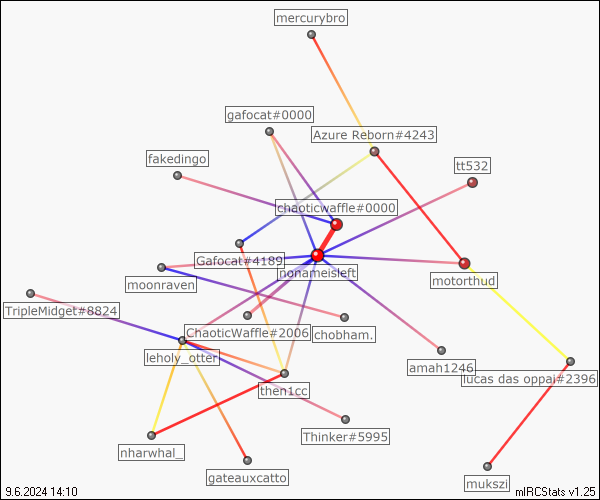 mercurybro
gafocat#0000
Azure Reborn#4243
fakedingo
tt532
chaoticwaffle#0000
Gafocat#4189
nonameisleft
moonraven
motorthud
TripleMidget#8824
ChaoticWaffle#2006
chobham.
leholy_otter
amah1246
lucas das oppai#2396
then1cc
Thinker#5995
nharwhal_
gateauxcatto
mukszi
9.6.2024 14:10
mIRCStats v1.25